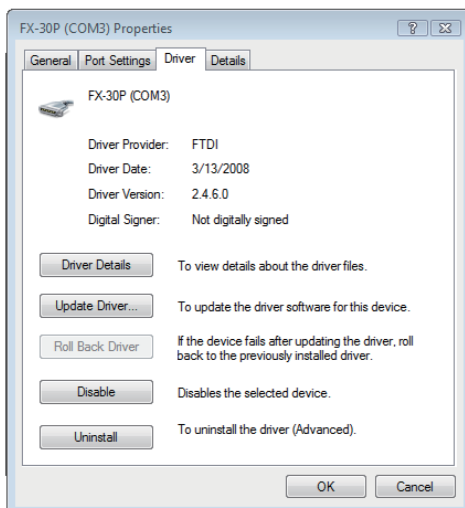 FX-30P (COM3) Properties
General Port Settings Driver Details
FX-30P (COM3)
Driver Provider: FTDI
Driver Date: 3/13/2008
Driver Version: 2.4.6.0
Digital Signer: Not digitally signed
Driver Details To view details about the driver files.
Update Driver... To update the driver software for this device.
Roll Back Driver If the device fails after updating the driver, roll
back to the previously installed driver.
Disable Disables the selected device.
Uninstall To uninstall the driver (Advanced).
OK Cancel